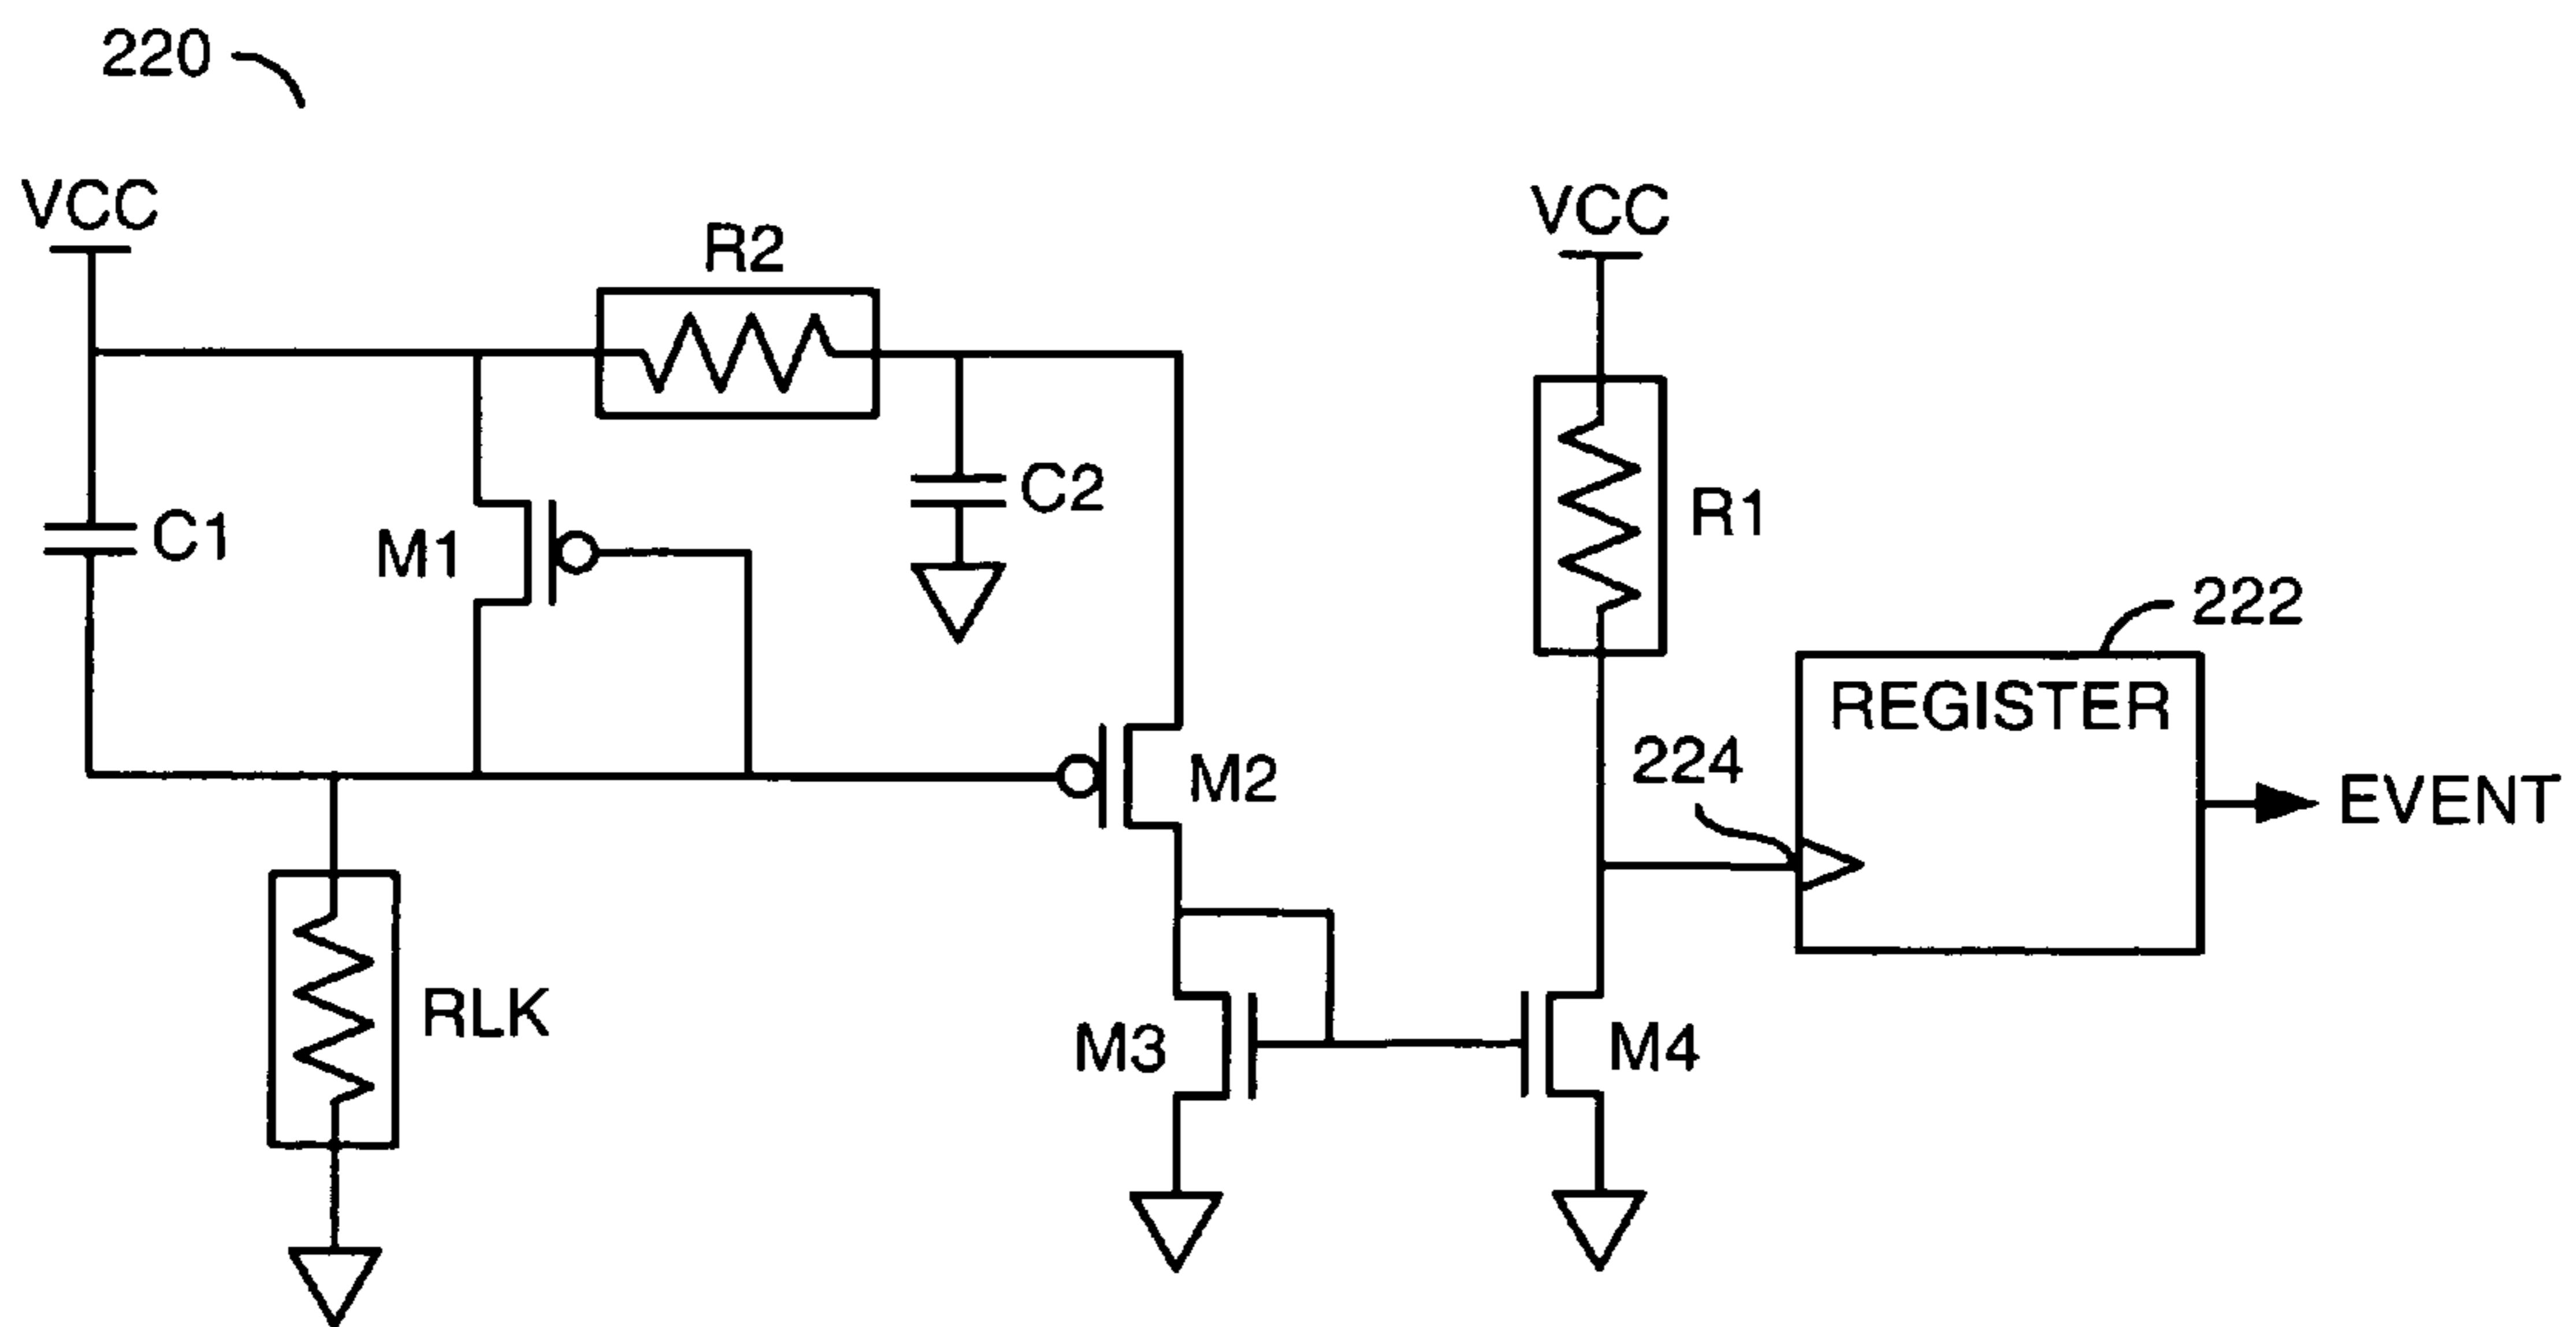 220
VCC
R2
VCC
C1
M1
C2
R1
222
REGISTER
224
EVENT
M2
RLK
M3
M4